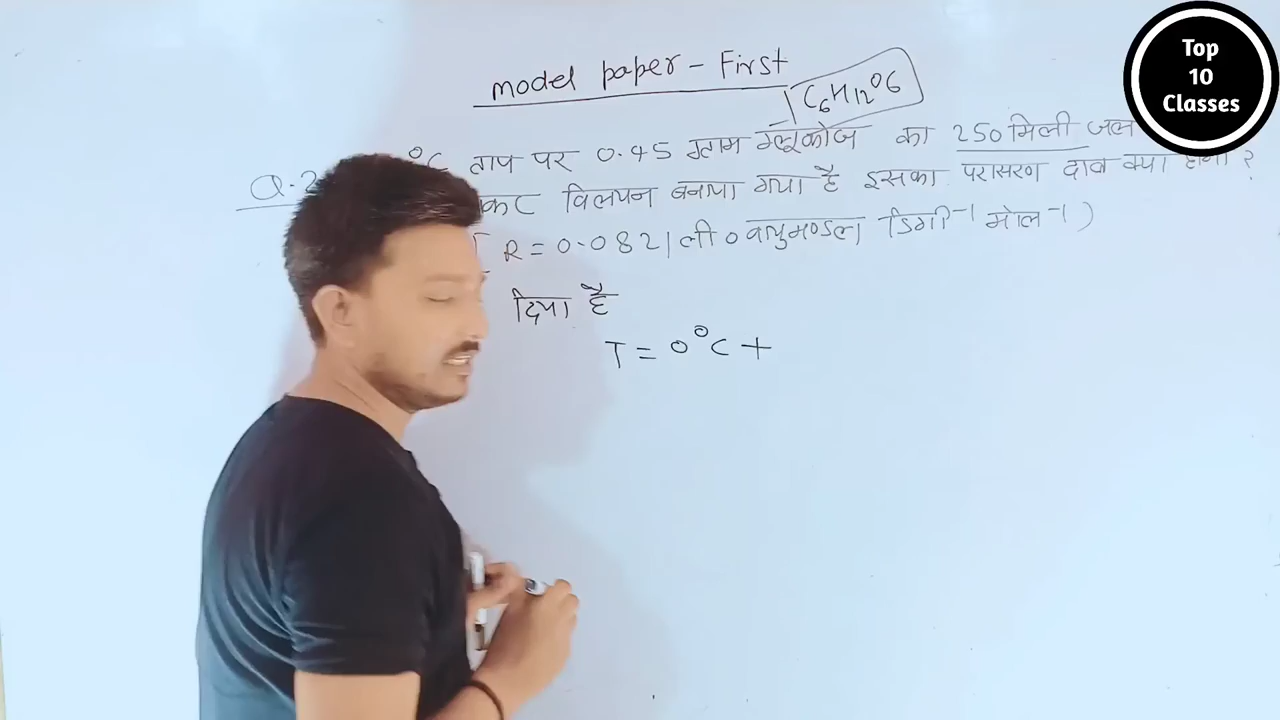 Top
10
Classes
model paper - First
C6H12O6
Q.2 °C ताप पर 0.45 ग्राम ग्लूकोज का 250 मिली जल
विलयन बनाया गया है इसका परासरण दाब क्या होगा ?
R = 0.0821 ली० वायुमण्डल डिग्री⁻¹ मोल⁻¹)
दिया है
T = 0°C +